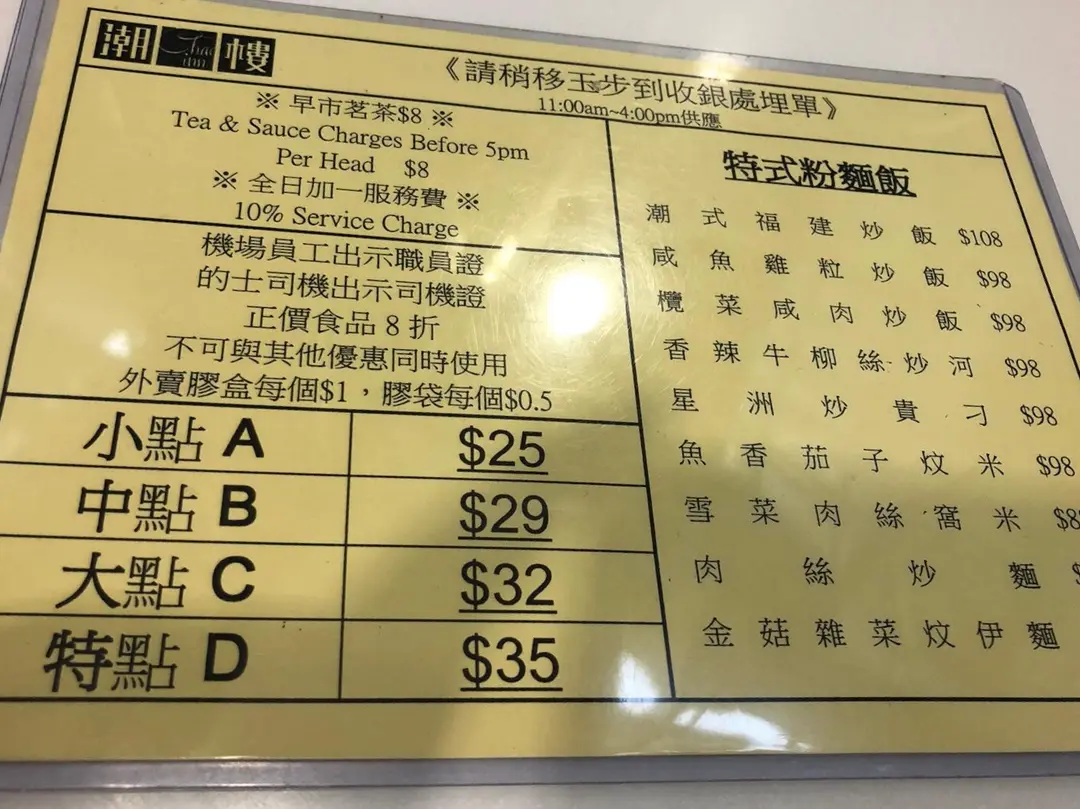 潮 Chao inn 樓
《請稍移玉步到收銀處埋單》
11:00am~4:00pm供應
※ 早市茗茶$8 ※
Tea & Sauce Charges Before 5pm
Per Head $8
※ 全日加一服務費 ※
10% Service Charge
機場員工出示職員證
的士司機出示司機證
正價食品 8 折
不可與其他優惠同時使用
外賣膠盒每個$1，膠袋每個$0.5
小點 A $25
中點 B $29
大點 C $32
特點 D $35
特式粉麵飯
潮式福建炒飯 $108
咸魚雞粒炒飯 $98
欖菜咸肉炒飯 $98
香辣牛柳絲炒河 $98
星洲炒貴刁 $98
魚香茄子炆米 $98
雪菜肉絲窩米
肉絲炒麵
金菇雜菜炆伊麵